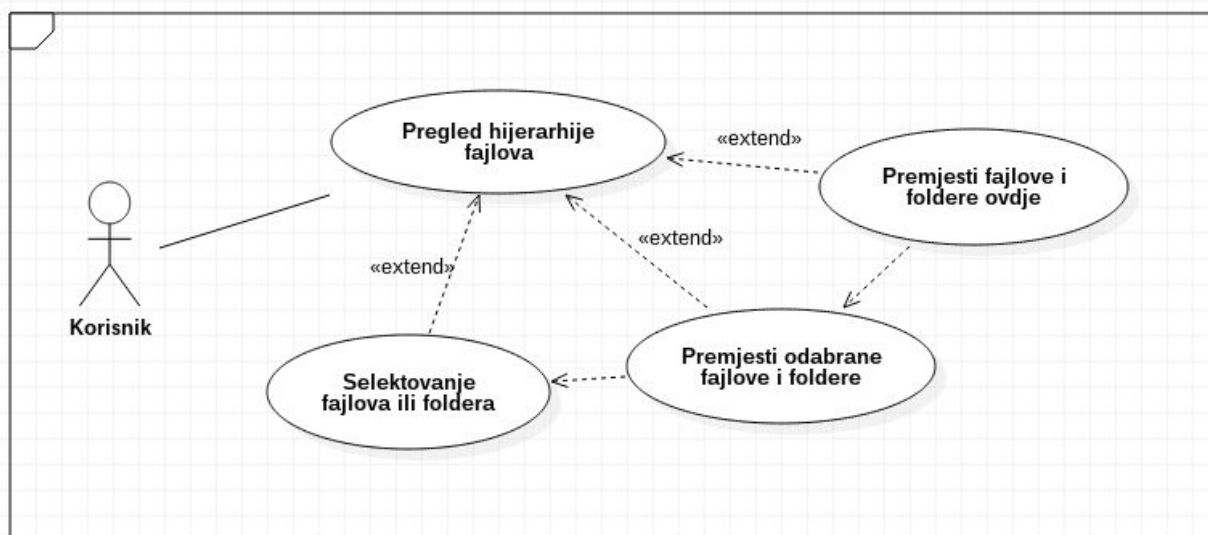 Pregled hijerarhije
fajlova
«extend»
Premjesti fajlove i
foldere ovdje
«extend»
«extend»
Korisnik
Selektovanje
fajlova ili foldera
Premjesti odabrane
fajlove i foldere